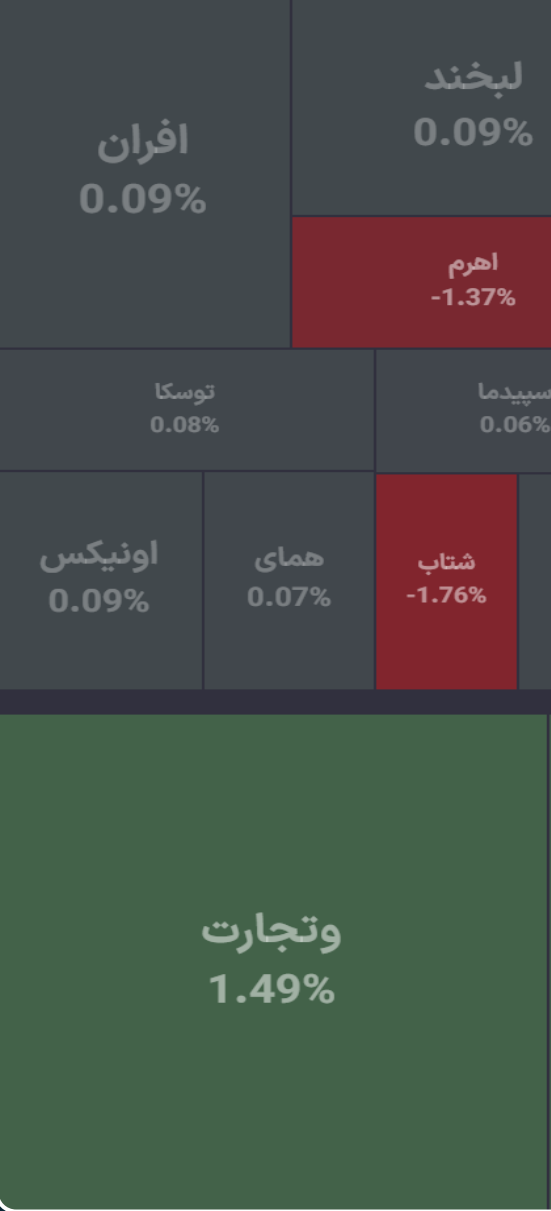 لبخند
0.09%
افران
0.09%
اهرم
-1.37%
سپیدما
0.06%
توسکا
0.08%
شتاب
-1.76%
همای
0.07%
اونیکس
0.09%
وتجارت
1.49%